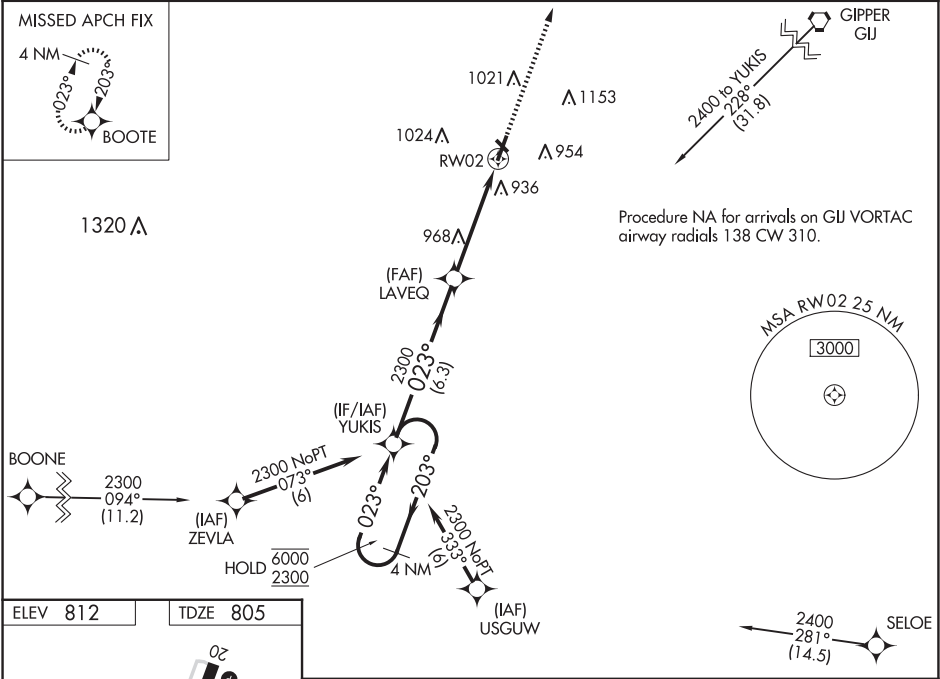 MISSED APCH FIX
4 NM
023°
203°
BOOTE
GIPPER
GIJ
2400 to YUKIS
228°
(31.8)
1021
1153
1024
RW02
954
936
1320
968
Procedure NA for arrivals on GIJ VORTAC
airway radials 138 CW 310.
(FAF)
LAVEQ
MSA RW02 25 NM
3000
2300
023°
(6.3)
(IF/IAF)
YUKIS
BOONE
2300
094°
(11.2)
2300 NoPT
073°
(6)
(IAF)
ZEVLA
023°
203°
HOLD 6000
2300
4 NM
2300 NoPT
333°
(6)
(IAF)
USGUW
2400
281°
(14.5)
SELOE
ELEV 812
TDZE 805
20